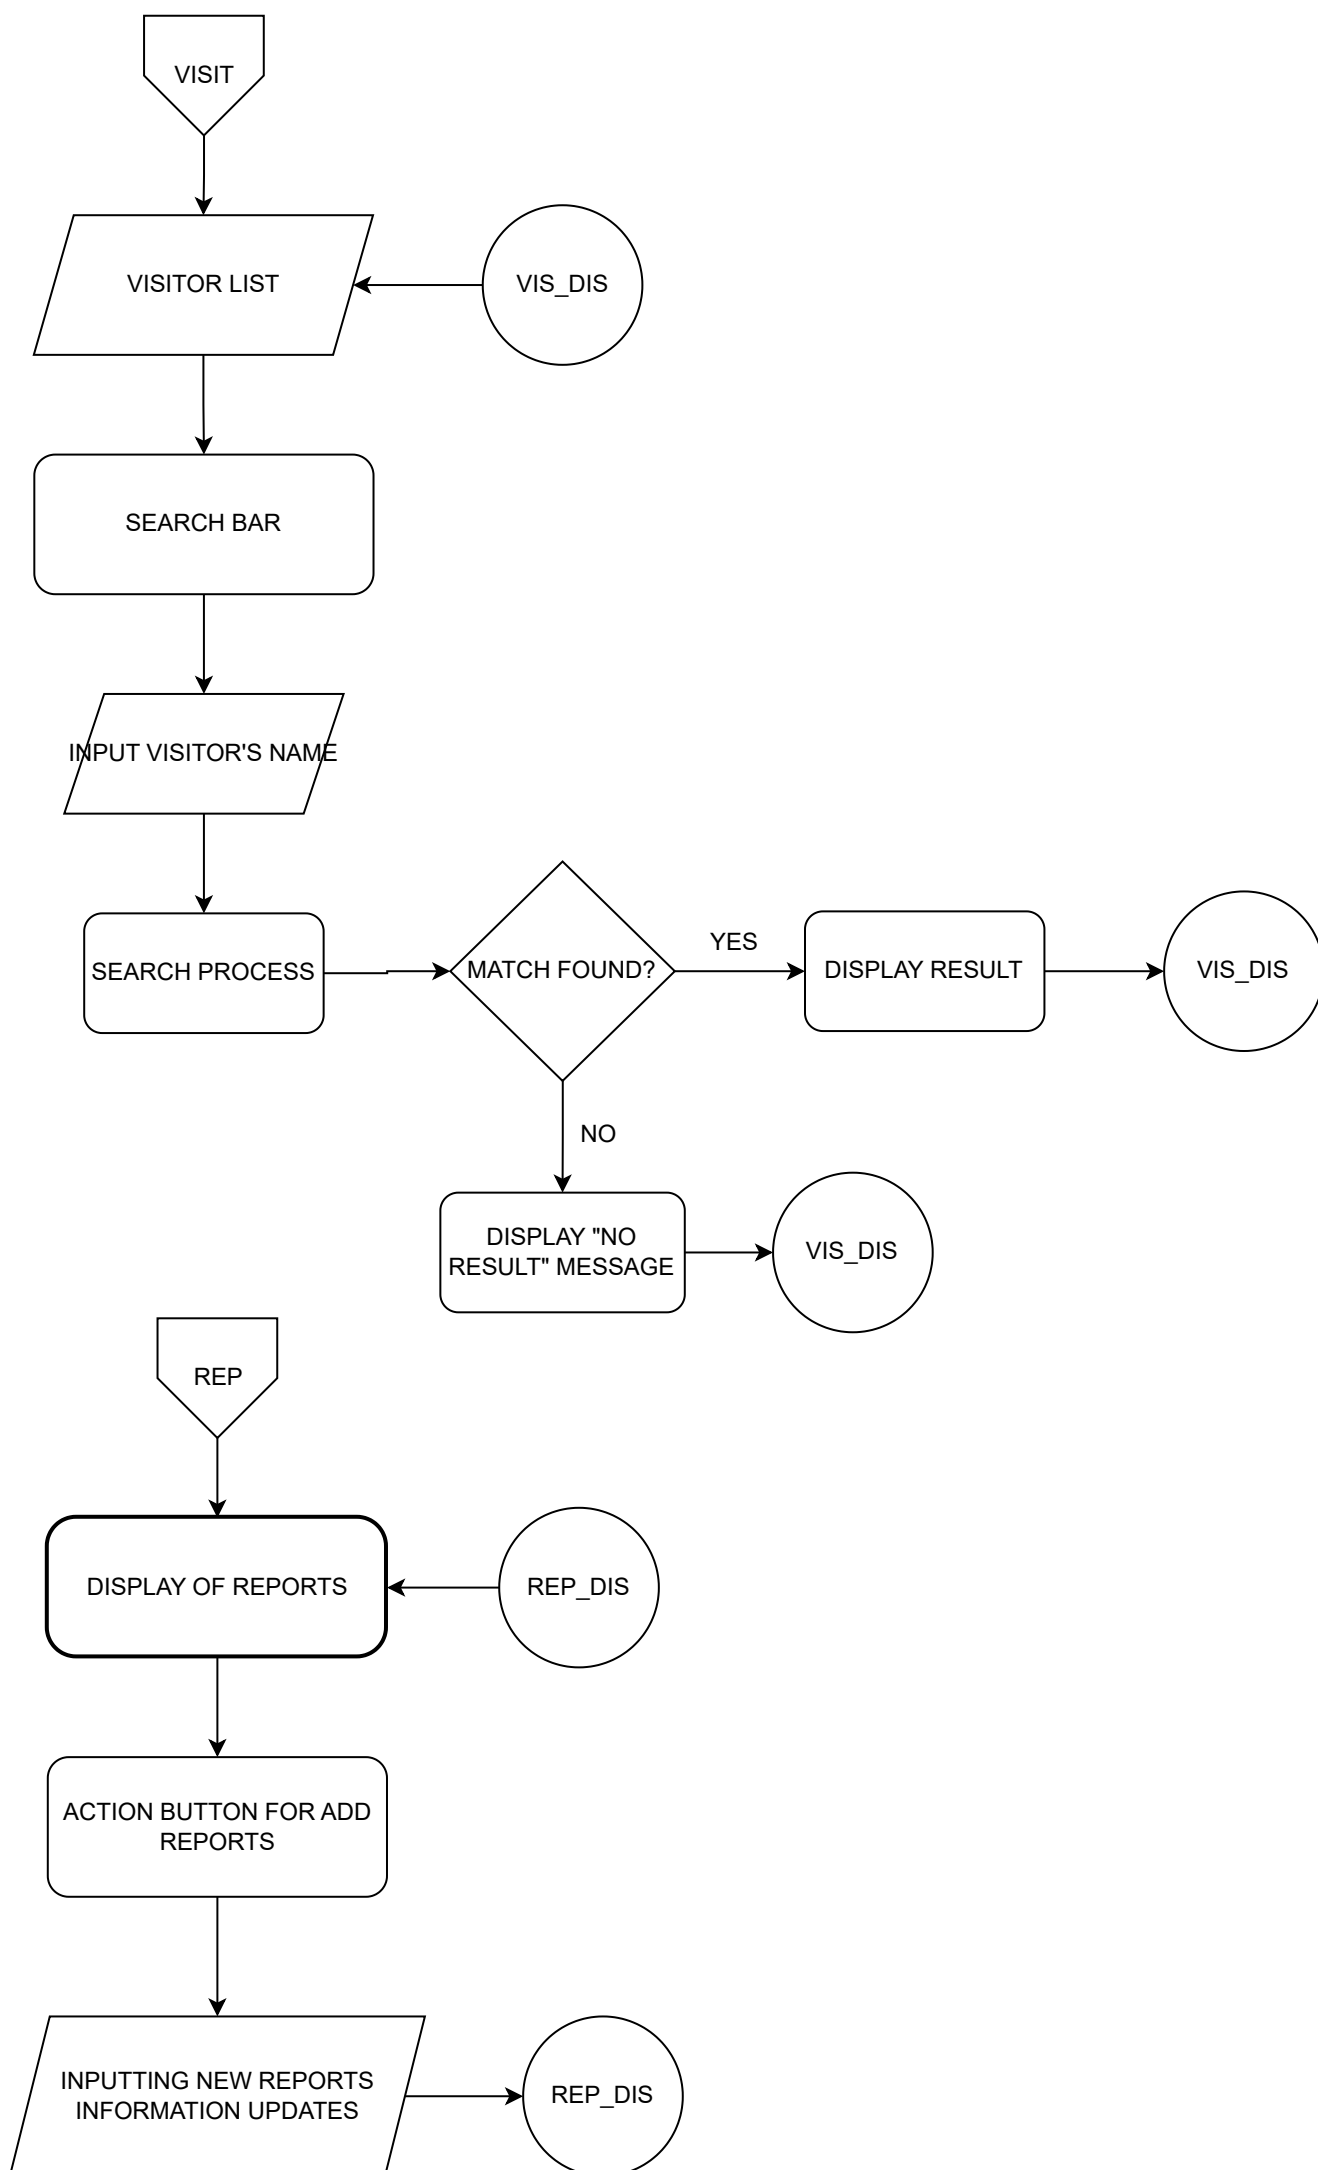 VISIT
VISITOR LIST
VIS_DIS
SEARCH BAR
INPUT VISITOR'S NAME
SEARCH PROCESS
MATCH FOUND?
YES
DISPLAY RESULT
VIS_DIS
NO
DISPLAY "NO
RESULT" MESSAGE
VIS_DIS
REP
DISPLAY OF REPORTS
REP_DIS
ACTION BUTTON FOR ADD
REPORTS
INPUTTING NEW REPORTS
INFORMATION UPDATES
REP_DIS